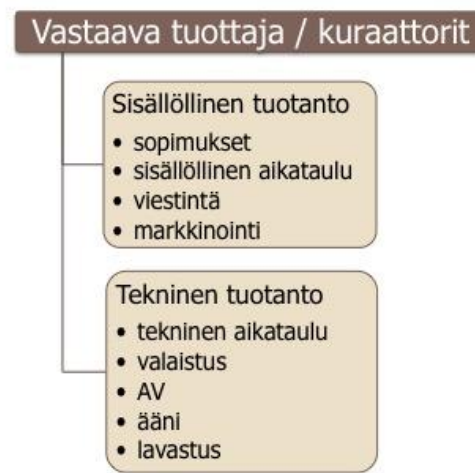 Vastaava tuottaja / kuraattorit
Sisällöllinen tuotanto
• sopimukset
• sisällöllinen aikataulu
• viestintä
• markkinointi
Tekninen tuotanto
• tekninen aikataulu
• valaistus
• AV
• ääni
• lavastus